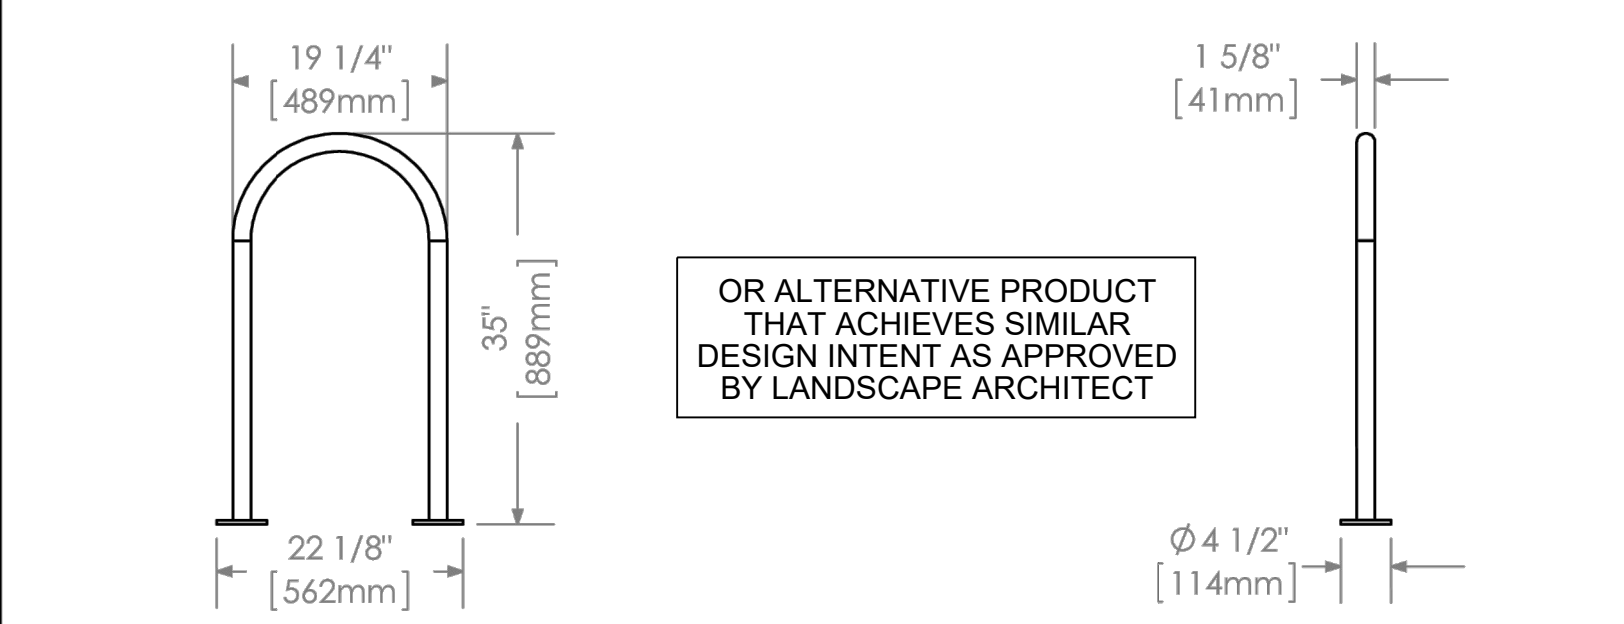 19 1/4"
[489mm]
1 5/8"
[41mm]
35"
[889mm]
OR ALTERNATIVE PRODUCT
THAT ACHIEVES SIMILAR
DESIGN INTENT AS APPROVED
BY LANDSCAPE ARCHITECT
22 1/8"
[562mm]
Ø4 1/2"
[114mm]